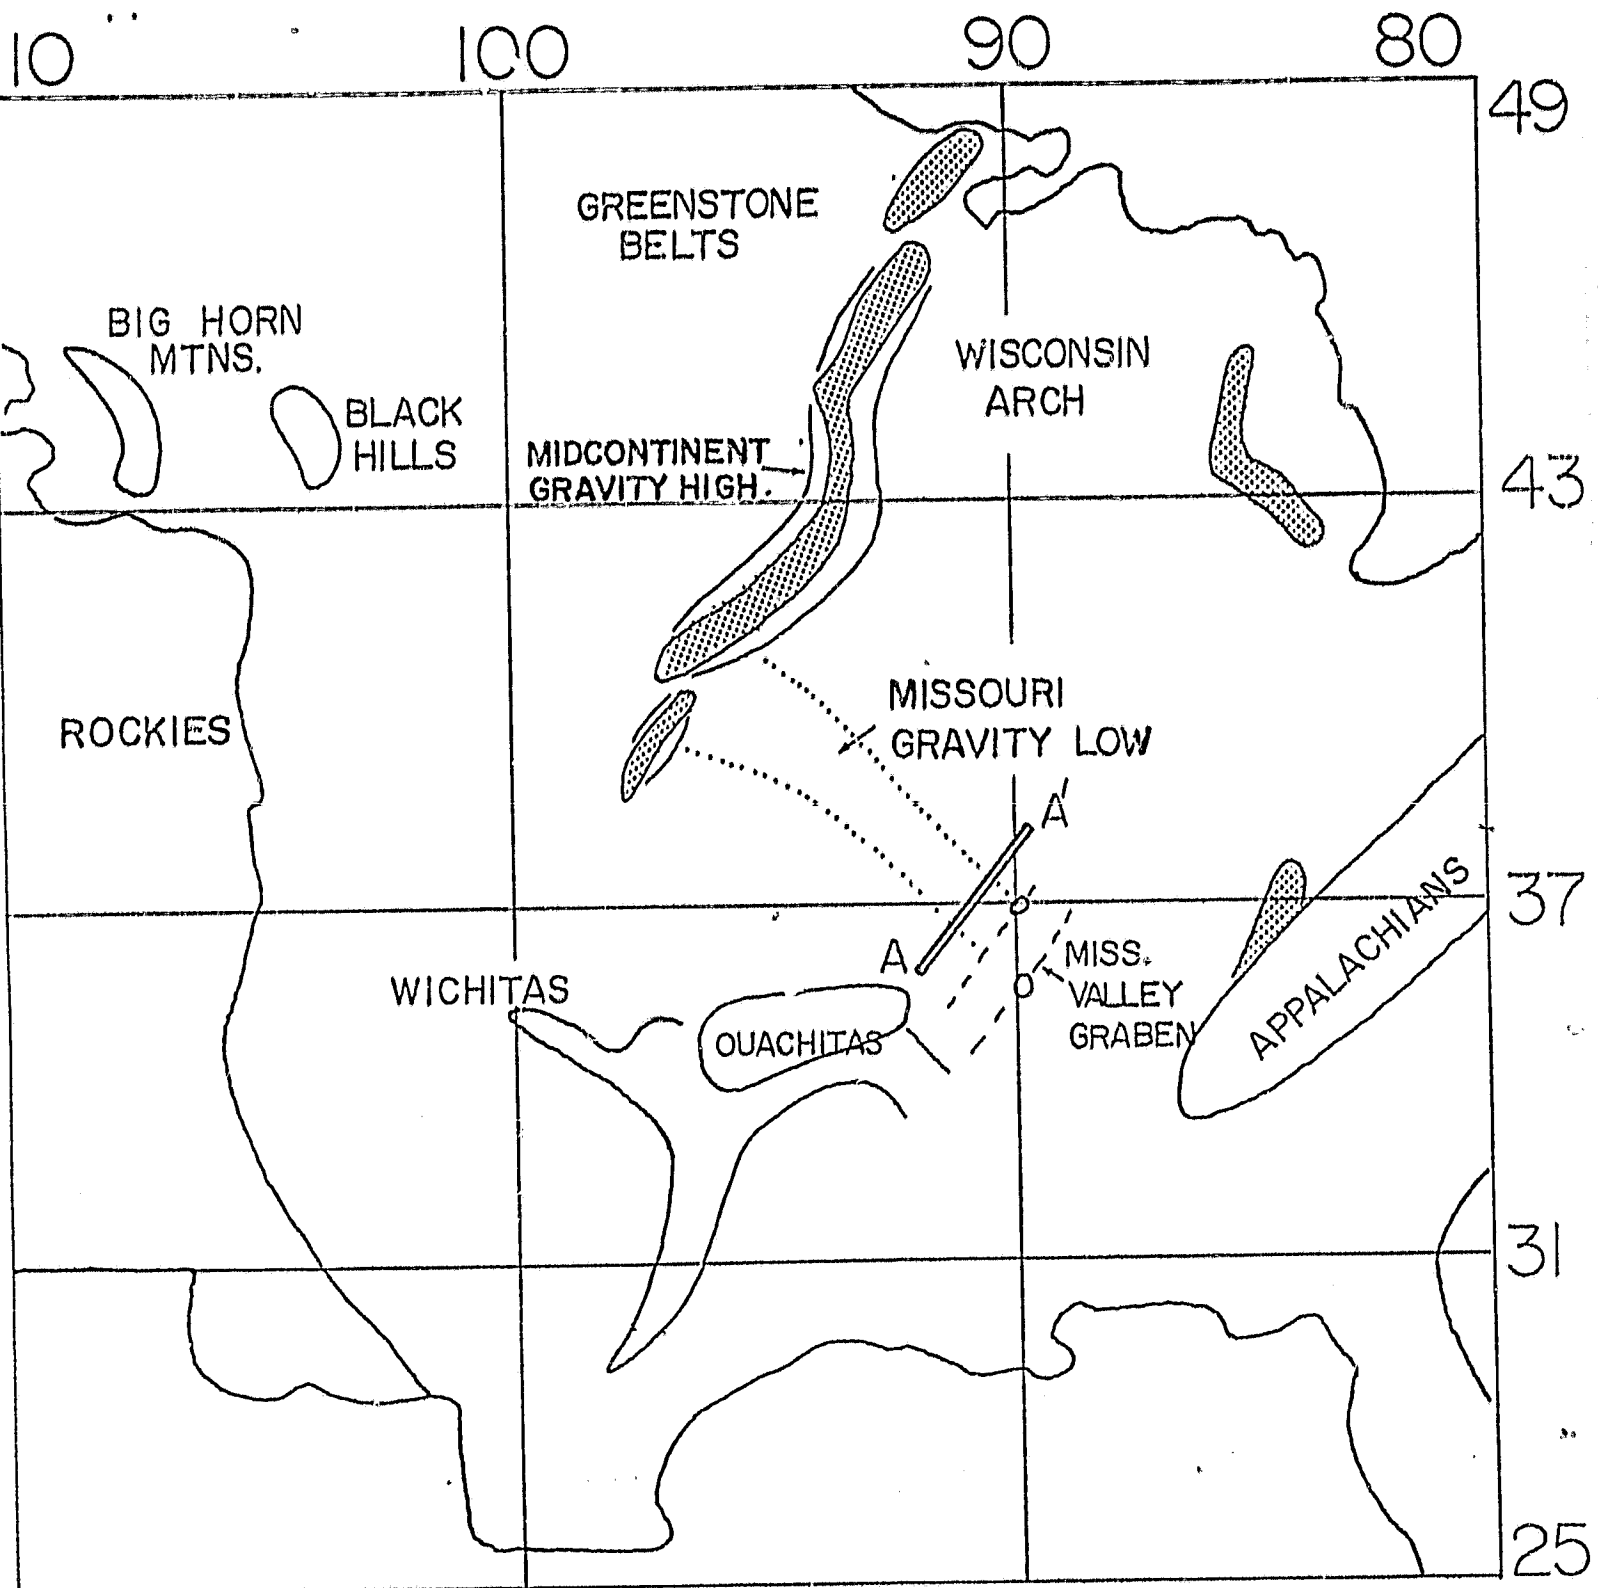 10
100
90
80
49
GREENSTONE
BELTS
BIG HORN
MTNS.
WISCONSIN
ARCH
BLACK
HILLS
MIDCONTINENT
GRAVITY HIGH.
43
MISSOURI
GRAVITY LOW
ROCKIES
A'
37
A
MISS.
VALLEY
GRABEN
APPALACHIANS
WICHITAS
OUACHITAS
31
25